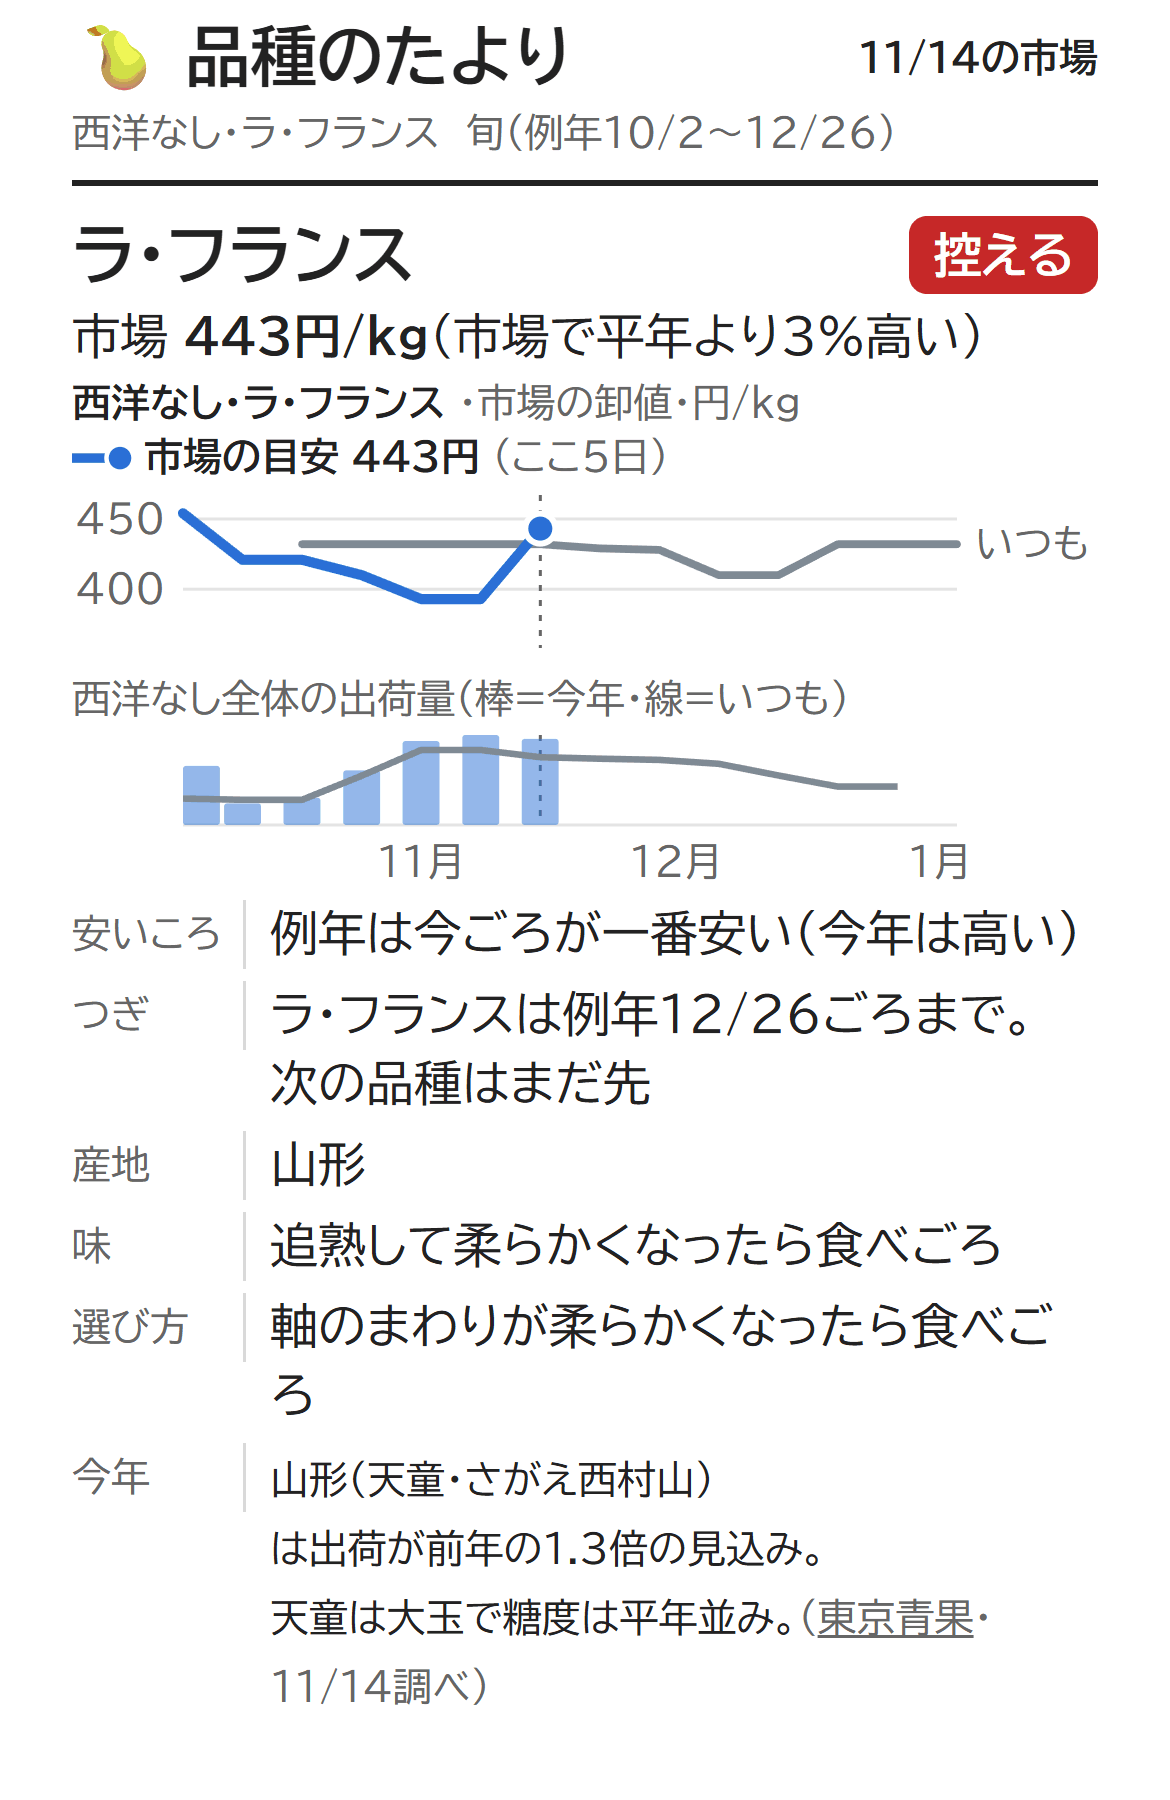 品種のたより
11/14の市場
西洋なし・ラ・フランス 旬(例年10/2〜12/26)
ラ・フランス
控える
市場 443円/kg(市場で平年より3%高い)
西洋なし・ラ・フランス ・市場の卸値・円/kg
市場の目安 443円 (ここ5日)
450
いつも
400
西洋なし全体の出荷量(棒=今年・線=いつも)
11月 12月 1月
安いころ 例年は今ごろが一番安い(今年は高い)
つぎ ラ・フランスは例年12/26ごろまで。
次の品種はまだ先
産地 山形
味 追熟して柔らかくなったら食べごろ
選び方 軸のまわりが柔らかくなったら食べご
ろ
今年 山形(天童・さがえ西村山)
は出荷が前年の1.3倍の見込み。
天童は大玉で糖度は平年並み。(東京青果・
11/14調べ)